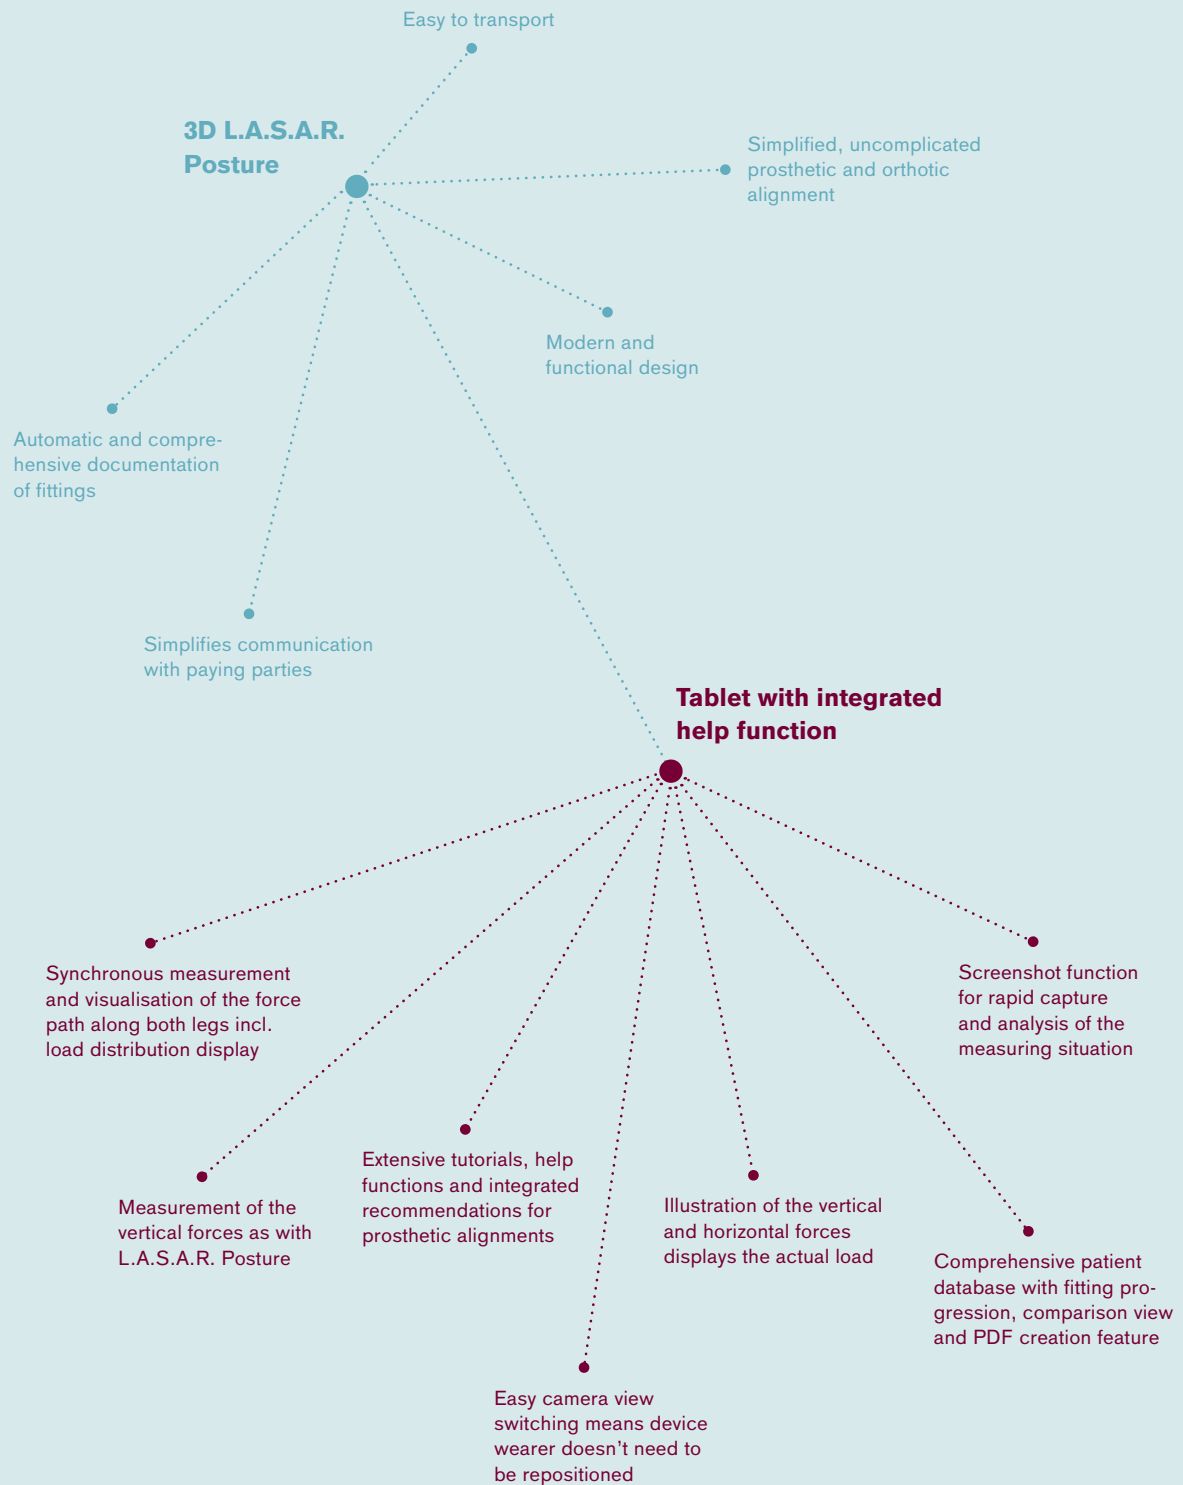 Easy to transport
3D L.A.S.A.R.
Posture
Simplified, uncomplicated
prosthetic and orthotic
alignment
Modern and
functional design
Automatic and compre-
hensive documentation
of fittings
Simplifies communication
with paying parties
Tablet with integrated
help function
Synchronous measurement
and visualisation of the force
path along both legs incl.
load distribution display
Screenshot function
for rapid capture
and analysis of the
measuring situation
Extensive tutorials, help
functions and integrated
recommendations for
prosthetic alignments
Measurement of the
vertical forces as with
L.A.S.A.R. Posture
Illustration of the vertical
and horizontal forces
displays the actual load
Comprehensive patient
database with fitting pro-
gression, comparison view
and PDF creation feature
Easy camera view
switching means device
wearer doesn't need to
be repositioned